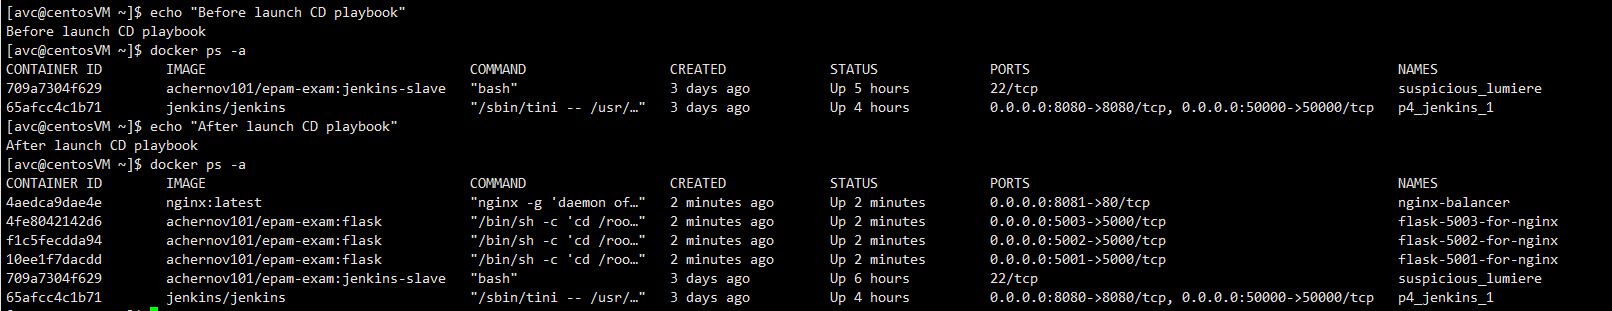 [avc@centosVM ~]$ echo "Before launch CD playbook"
Before launch CD playbook
[avc@centosVM ~]$ docker ps -a
CONTAINER ID        IMAGE                                 COMMAND                  CREATED             STATUS              PORTS                                              NAMES
709a7304f629        achernov101/epam-exam:jenkins-slave   "bash"                   3 days ago          Up 5 hours          22/tcp                                             suspicious_lumiere
65afcc4c1b71        jenkins/jenkins                       "/sbin/tini -- /usr/…"   3 days ago          Up 4 hours          0.0.0.0:8080->8080/tcp, 0.0.0.0:50000->50000/tcp   p4_jenkins_1
[avc@centosVM ~]$ echo "After launch CD playbook"
After launch CD playbook
[avc@centosVM ~]$ docker ps -a
CONTAINER ID        IMAGE                                 COMMAND                  CREATED             STATUS              PORTS                                              NAMES
4aedca9dae4e        nginx:latest                          "nginx -g 'daemon of…"   2 minutes ago       Up 2 minutes        0.0.0.0:8081->80/tcp                               nginx-balancer
4fe8042142d6        achernov101/epam-exam:flask           "/bin/sh -c 'cd /roo…"   2 minutes ago       Up 2 minutes        0.0.0.0:5003->5000/tcp                             flask-5003-for-nginx
f1c5fecdda94        achernov101/epam-exam:flask           "/bin/sh -c 'cd /roo…"   2 minutes ago       Up 2 minutes        0.0.0.0:5002->5000/tcp                             flask-5002-for-nginx
10ee1f7dacdd        achernov101/epam-exam:flask           "/bin/sh -c 'cd /roo…"   2 minutes ago       Up 2 minutes        0.0.0.0:5001->5000/tcp                             flask-5001-for-nginx
709a7304f629        achernov101/epam-exam:jenkins-slave   "bash"                   3 days ago          Up 6 hours          22/tcp                                             suspicious_lumiere
65afcc4c1b71        jenkins/jenkins                       "/sbin/tini -- /usr/…"   3 days ago          Up 4 hours          0.0.0.0:8080->8080/tcp, 0.0.0.0:50000->50000/tcp   p4_jenkins_1